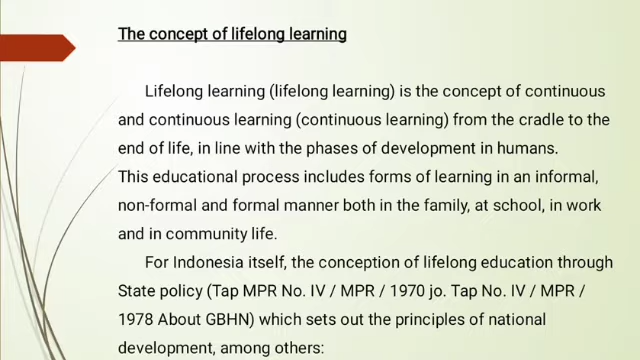 The concept of lifelong learning
Lifelong learning (lifelong learning) is the concept of continuous
and continuous learning (continuous learning) from the cradle to the
end of life, in line with the phases of development in humans.
This educational process includes forms of learning in an informal,
non-formal and formal manner both in the family, at school, in work
and in community life.
For Indonesia itself, the conception of lifelong education through
State policy (Tap MPR No. IV / MPR / 1970 jo. Tap No. IV / MPR /
1978 About GBHN) which sets out the principles of national
development, among others: